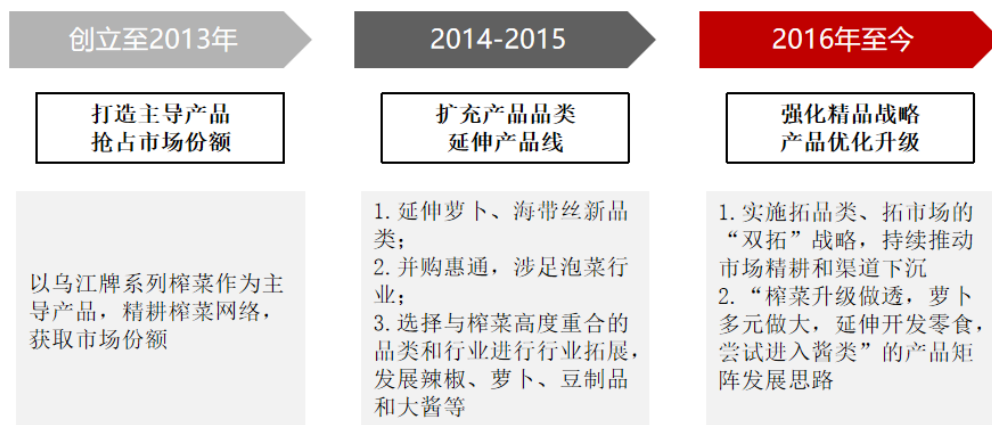 创立至2013年
打造主导产品
抢占市场份额
以乌江牌系列榨菜作为主
导产品，精耕榨菜网络，
获取市场份额
2014-2015
扩充产品品类
延伸产品线
1.延伸萝卜、海带丝新品
类；
2.并购惠通，涉足泡菜行
业；
3.选择与榨菜高度重合的
品类和行业进行行业拓展，
发展辣椒、萝卜、豆制品
和大酱等
2016年至今
强化精品战略
产品优化升级
1.实施拓品类、拓市场的
“双拓”战略，持续推动
市场精耕和渠道下沉
2.“榨菜升级做透，萝卜
多元做大，延伸开发零食，
尝试进入酱类”的产品矩
阵发展思路